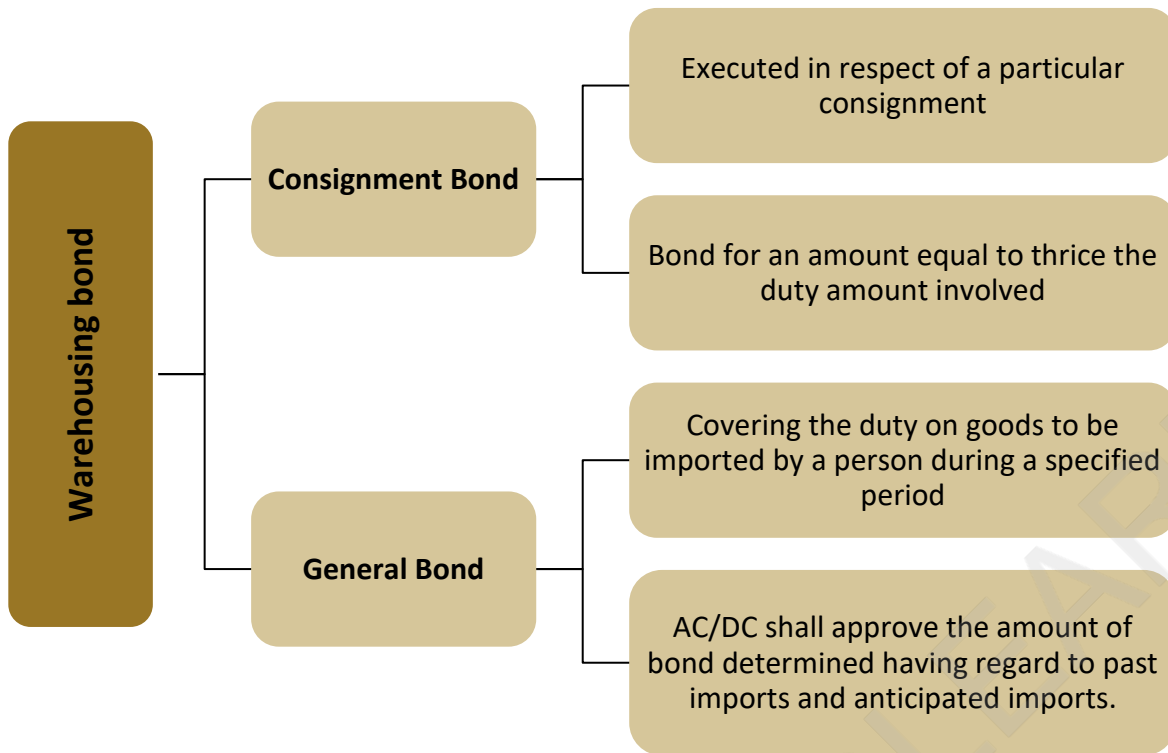 Warehousing bond
Consignment Bond
Executed in respect of a particular
consignment
Bond for an amount equal to thrice the
duty amount involved
General Bond
Covering the duty on goods to be
imported by a person during a specified
period
AC/DC shall approve the amount of
bond determined having regard to past
imports and anticipated imports.